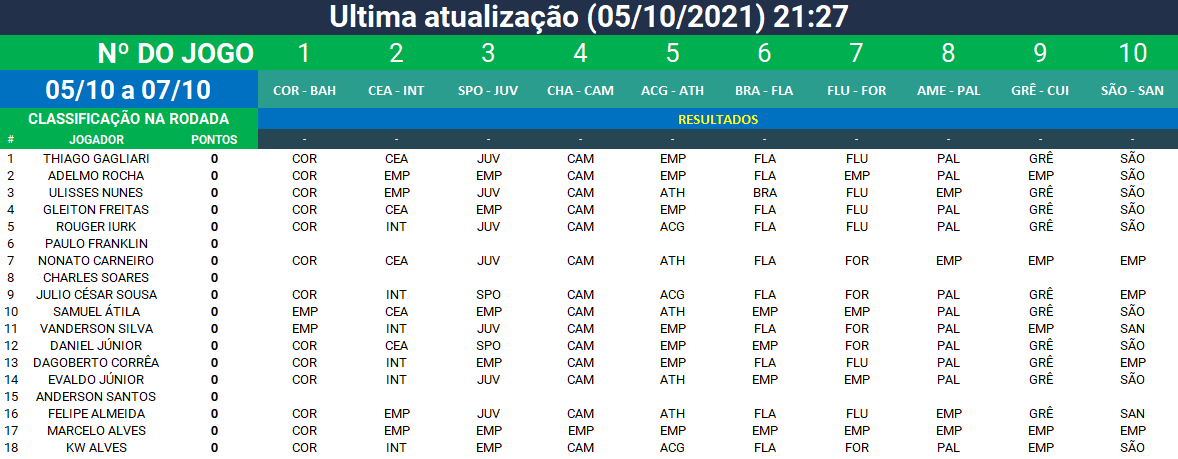 Ultima atualização (05/10/2021) 21:27
Nº DO JOGO 1 2 3 4 5 6 7 8 9 10
05/10 a 07/10 COR - BAH CEA - INT SPO - JUV CHA - CAM ACG - ATH BRA - FLA FLU - FOR AME - PAL GRÊ - CUI SÃO - SAN
CLASSIFICAÇÃO NA RODADA RESULTADOS
# JOGADOR PONTOS - - - - - - - - - -
1 THIAGO GAGLIARI 0 COR CEA JUV CAM EMP FLA FLU PAL GRÊ SÃO
2 ADELMO ROCHA 0 COR EMP EMP CAM EMP FLA EMP PAL EMP SÃO
3 ULISSES NUNES 0 COR EMP JUV CAM ATH BRA FLU EMP GRÊ SÃO
4 GLEITON FREITAS 0 COR CEA EMP CAM EMP FLA FLU PAL GRÊ SÃO
5 ROUGER IURK 0 COR INT JUV CAM ACG FLA FLU PAL GRÊ SÃO
6 PAULO FRANKLIN 0
7 NONATO CARNEIRO 0 COR CEA JUV CAM ATH FLA FOR EMP EMP EMP
8 CHARLES SOARES 0
9 JULIO CÉSAR SOUSA 0 COR INT SPO CAM ACG FLA FOR PAL GRÊ EMP
10 SAMUEL ÁTILA 0 EMP CEA EMP CAM ATH EMP EMP PAL GRÊ SÃO
11 VANDERSON SILVA 0 EMP INT JUV CAM EMP FLA FOR PAL EMP SAN
12 DANIEL JÚNIOR 0 COR CEA SPO CAM EMP EMP FOR PAL GRÊ SÃO
13 DAGOBERTO CORRÊA 0 COR INT EMP CAM EMP FLA FLU PAL GRÊ EMP
14 EVALDO JÚNIOR 0 COR INT JUV CAM ATH EMP EMP PAL GRÊ SÃO
15 ANDERSON SANTOS 0
16 FELIPE ALMEIDA 0 COR EMP JUV CAM ATH FLA FLU EMP GRÊ SAN
17 MARCELO ALVES 0 EMP EMP EMP EMP EMP EMP EMP EMP EMP EMP
18 KW ALVES 0 COR INT EMP CAM ACG FLA FOR PAL EMP SÃO